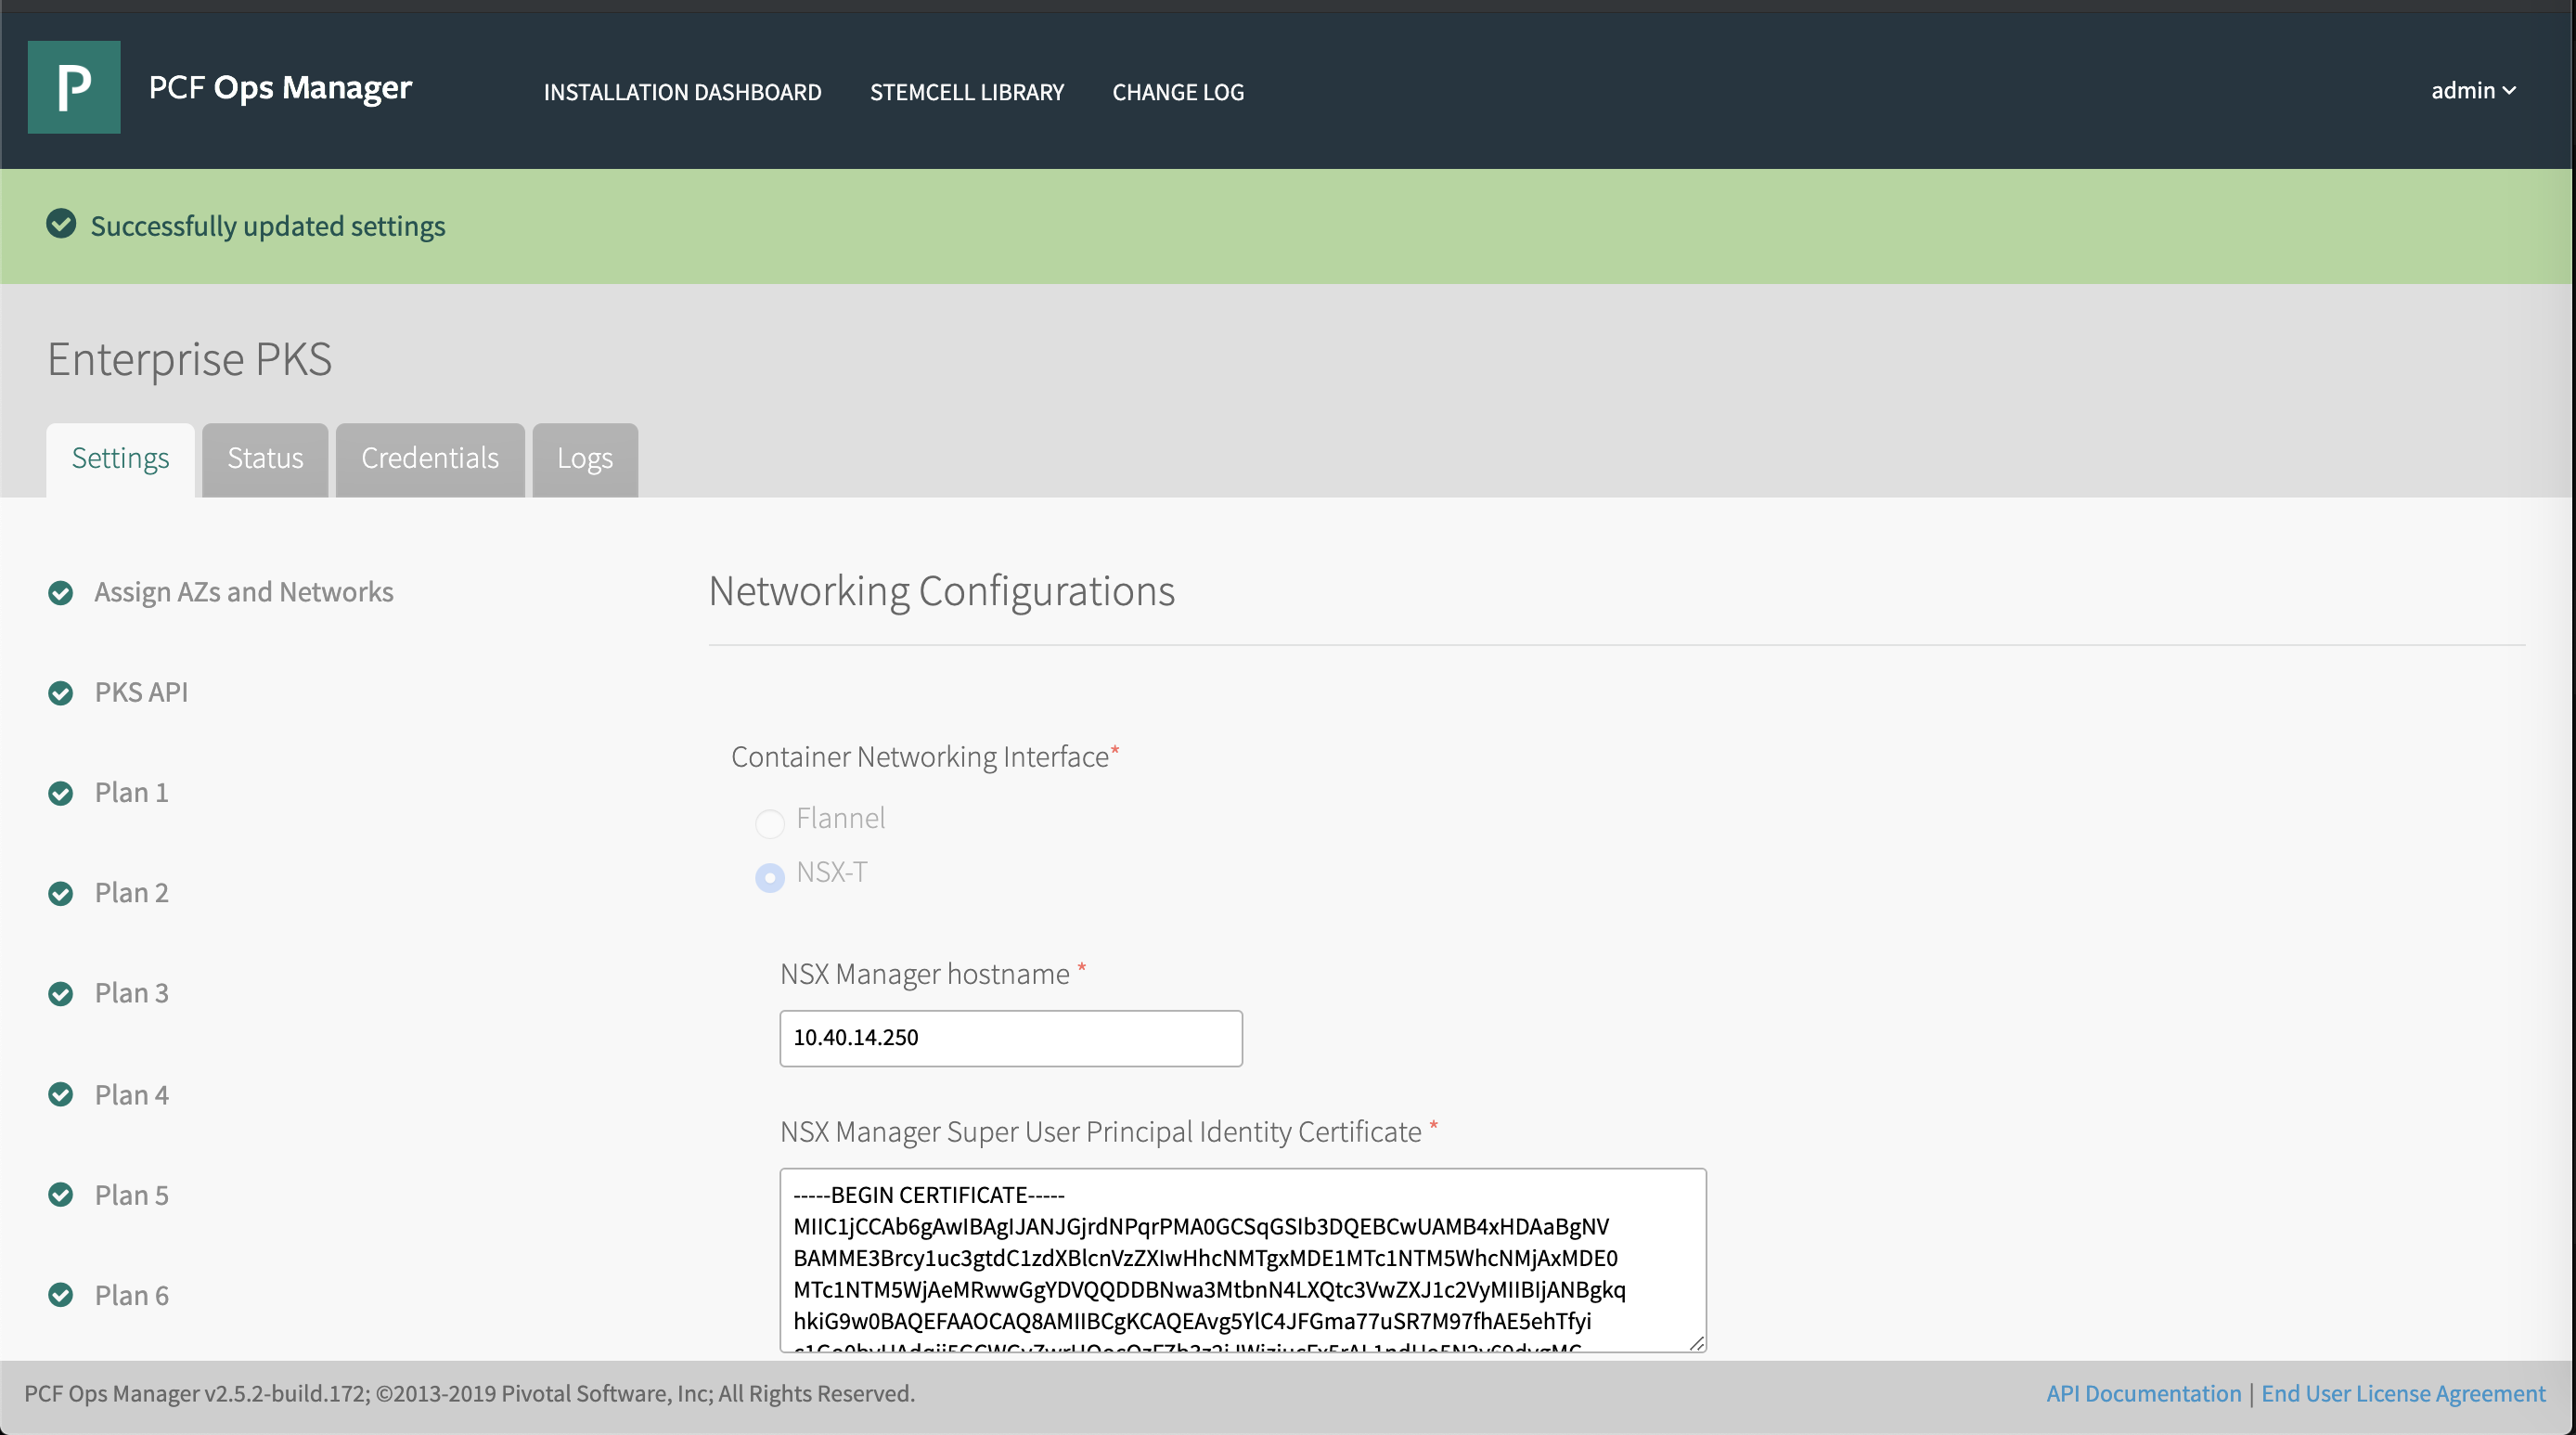 P
PCF Ops Manager
INSTALLATION DASHBOARD
STEMCELL LIBRARY
CHANGE LOG
admin
Successfully updated settings
Enterprise PKS
Settings
Status
Credentials
Logs
Assign AZs and Networks
PKS API
Plan 1
Plan 2
Plan 3
Plan 4
Plan 5
Plan 6
Networking Configurations
Container Networking Interface*
Flannel
NSX-T
NSX Manager hostname *
10.40.14.250
NSX Manager Super User Principal Identity Certificate *
-----BEGIN CERTIFICATE-----
MIIC1jCCAb6gAwIBAgIJANJGjrdNPqrPMA0GCSqGSIb3DQEBCwUAMB4xHDAaBgNV
BAMME3Brcy1uc3gtdC1zdXBlcnVzZXIwHhcNMTgxMDE1MTc1NTM5WhcNMjAxMDE0
MTc1NTM5WjAeMRwwGgYDVQQDDBNwa3MtbnN4LXQtc3VwZXJ1c2VyMIIBIjANBgkq
hkiG9w0BAQEFAAOCAQ8AMIIBCgKCAQEAvg5YlC4JFGma77uSR7M97fhAE5ehTfyi
PCF Ops Manager v2.5.2-build.172; ©2013-2019 Pivotal Software, Inc; All Rights Reserved.
API Documentation | End User License Agreement